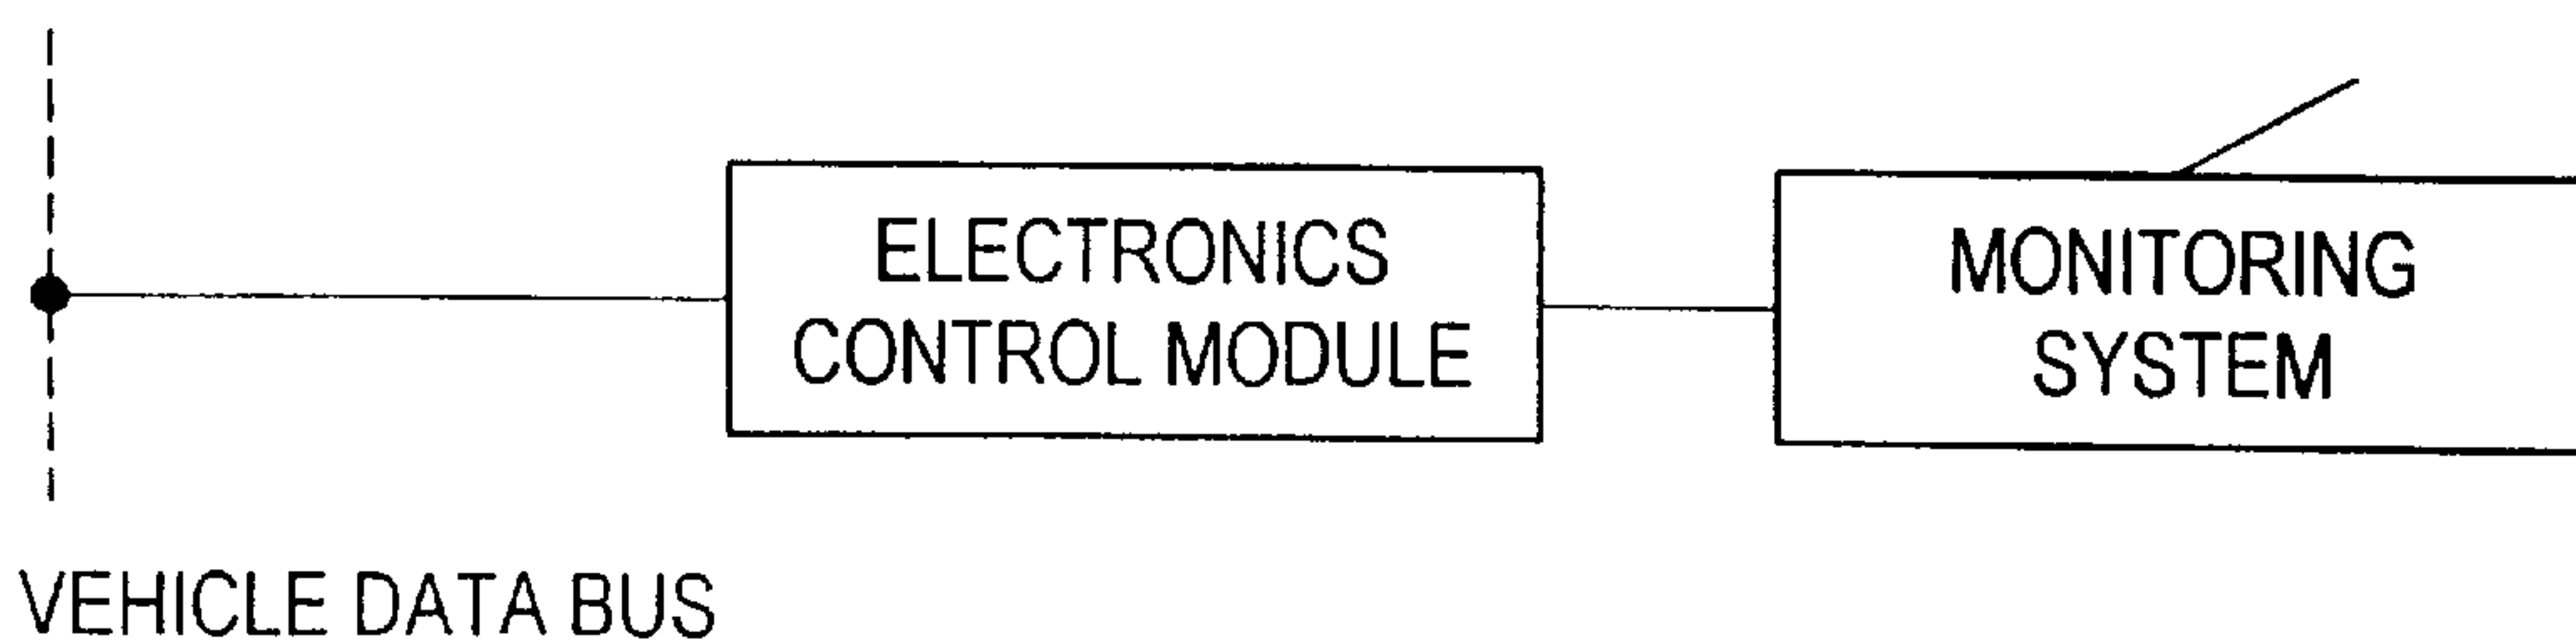 ELECTRONICS
CONTROL MODULE
MONITORING
SYSTEM
VEHICLE DATA BUS